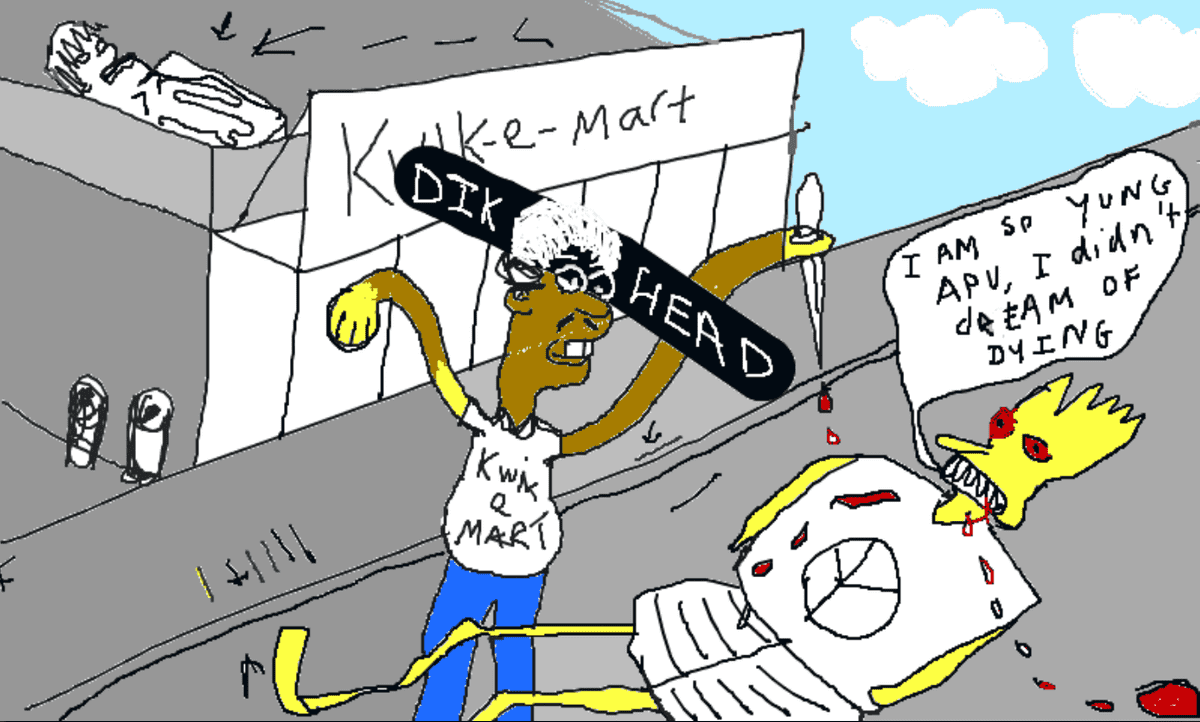 Kwik-e-Mart
DIK HEAD
KWiK
e
MART
I AM SO YUNG
APU, I didn't
dREAM OF
DYING